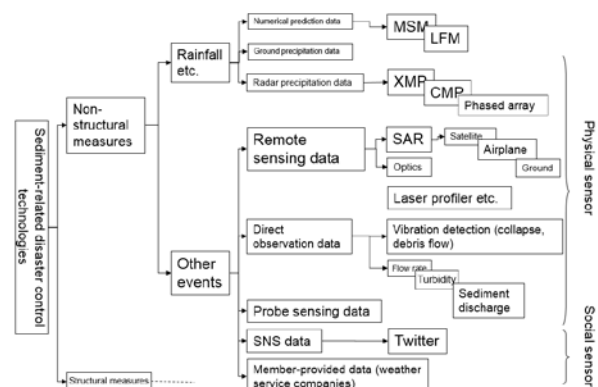 Sediment-related disaster control
technologies
Non-
structural
measures
Structural measures
Rainfall
etc.
Other
events
Numerical prediction data
Ground precipitation data
Radar precipitation data
MSM
LFM
XMP
CMP
Phased array
Remote
sensing data
SAR
Satellite
Airplane
Ground
Optics
Laser profiler etc.
Direct
observation data
Vibration detection (collapse,
debris flow)
Flow rate
Turbidity
Sediment
discharge
Probe sensing data
SNS data
Twitter
Member-provided data (weather
service companies)
Physical sensor
Social sensor